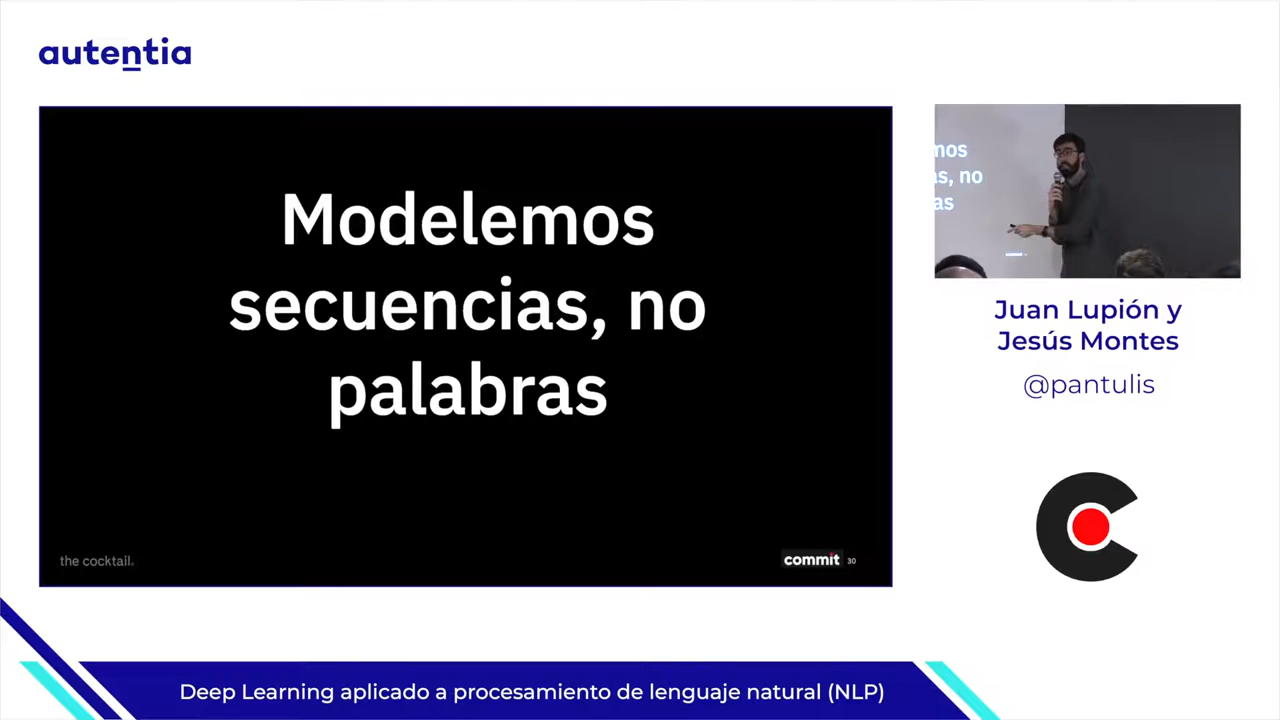 autentia
Modelemos
secuencias, no
palabras
the cocktail.
commit 30
mos
as, no
as
Juan Lupión y
Jesús Montes
@pantulis
Deep Learning aplicado a procesamiento de lenguaje natural (NLP)